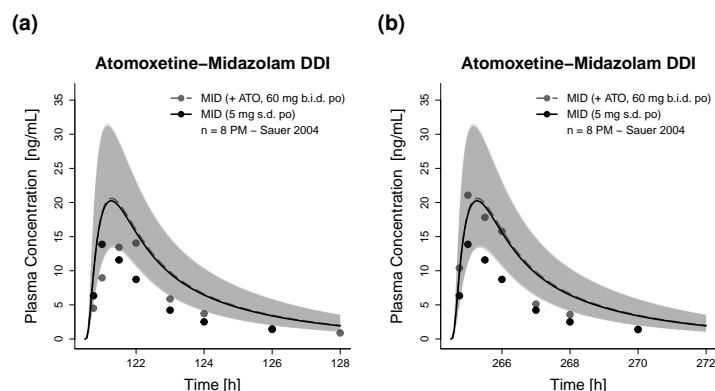 (a)
Atomoxetine−Midazolam DDI
Plasma Concentration [ng/mL]
35
30
25
20
15
10
5
0
MID (+ ATO, 60 mg b.i.d. po)
MID (5 mg s.d. po)
n = 8 PM − Sauer 2004
122 124 126 128
Time [h]
(b)
Atomoxetine−Midazolam DDI
Plasma Concentration [ng/mL]
35
30
25
20
15
10
5
0
MID (+ ATO, 60 mg b.i.d. po)
MID (5 mg s.d. po)
n = 8 PM − Sauer 2004
266 268 270 272
Time [h]